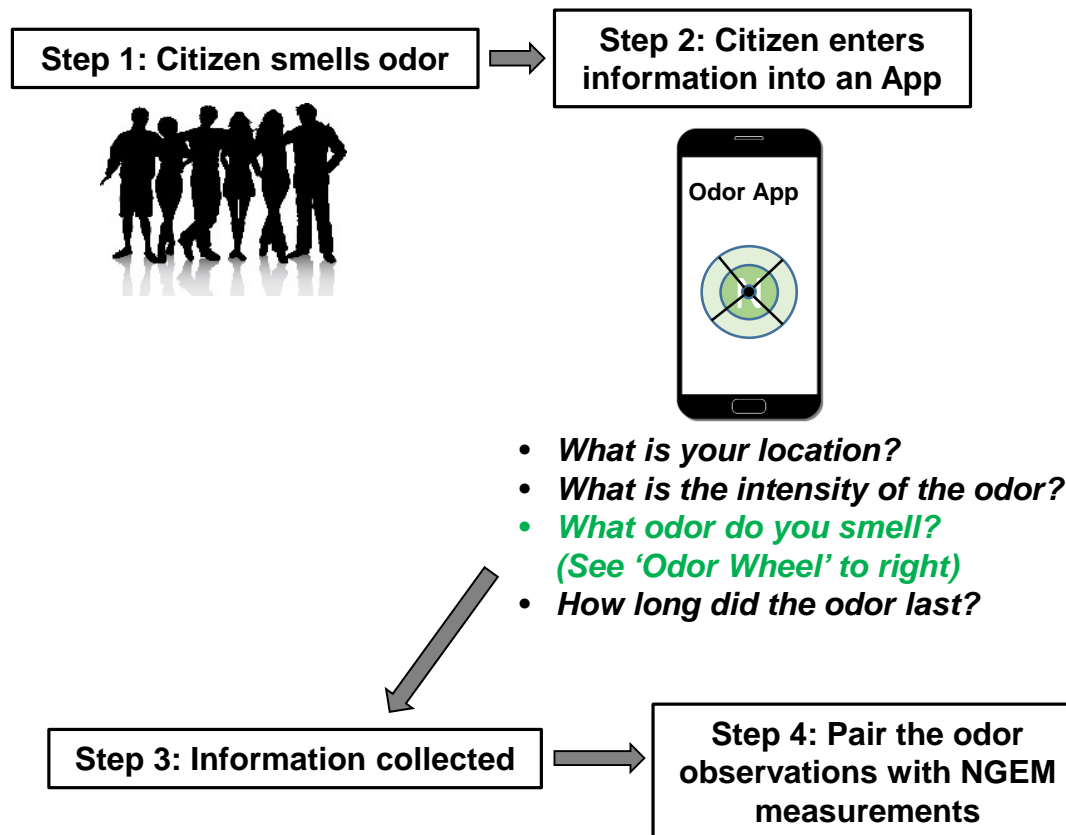 Step 1: Citizen smells odor
Step 2: Citizen enters
information into an App
Odor App
N
• What is your location?
• What is the intensity of the odor?
• What odor do you smell?
(See ‘Odor Wheel’ to right)
• How long did the odor last?
Step 3: Information collected
Step 4: Pair the odor
observations with NGEM
measurements